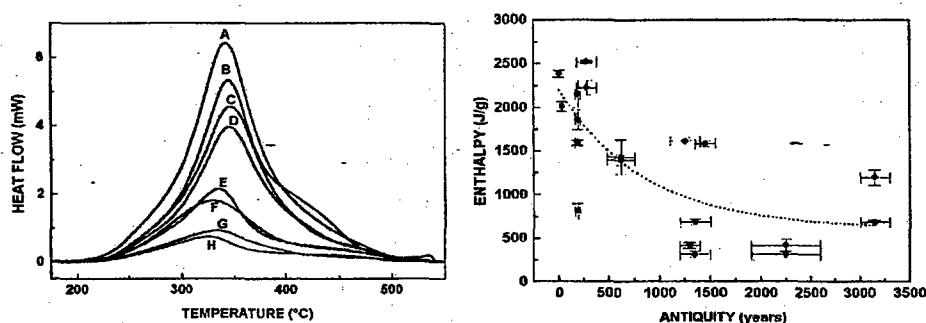 HEAT FLOW (mW)
6
4
2
0
A
B
C
D
E
F
G
H
200
300
400
500
TEMPERATURE (°C)
ENTHALPY (J/g)
3000
2500
2000
1500
1000
500
0
0
500
1000
1500
2000
2500
3000
3500
ANTIQUITY (years)